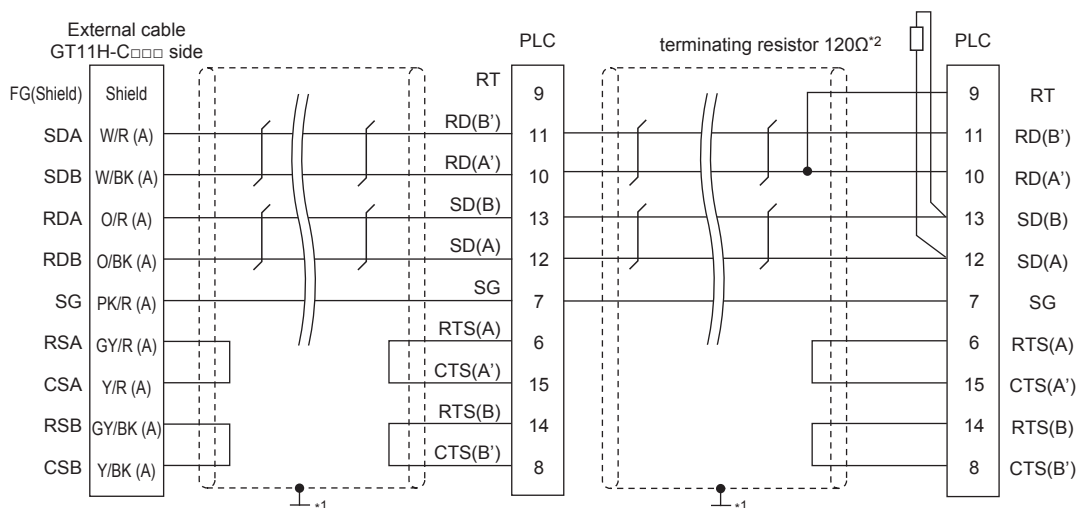 External cable
GT11H-C□□□ side
PLC
terminating resistor 120Ω*2
PLC
FG(Shield) Shield RT 9 9 RT
SDA W/R (A) RD(B’) 11 11 RD(B’)
SDB W/BK (A) RD(A’) 10 10 RD(A’)
RDA O/R (A) SD(B) 13 13 SD(B)
RDB O/BK (A) SD(A) 12 12 SD(A)
SG PK/R (A) SG 7 7 SG
RSA GY/R (A) RTS(A) 6 6 RTS(A)
CSA Y/R (A) CTS(A’) 15 15 CTS(A’)
RSB GY/BK (A) RTS(B) 14 14 RTS(B)
CSB Y/BK (A) CTS(B’) 8 8 CTS(B’)
*1 *1